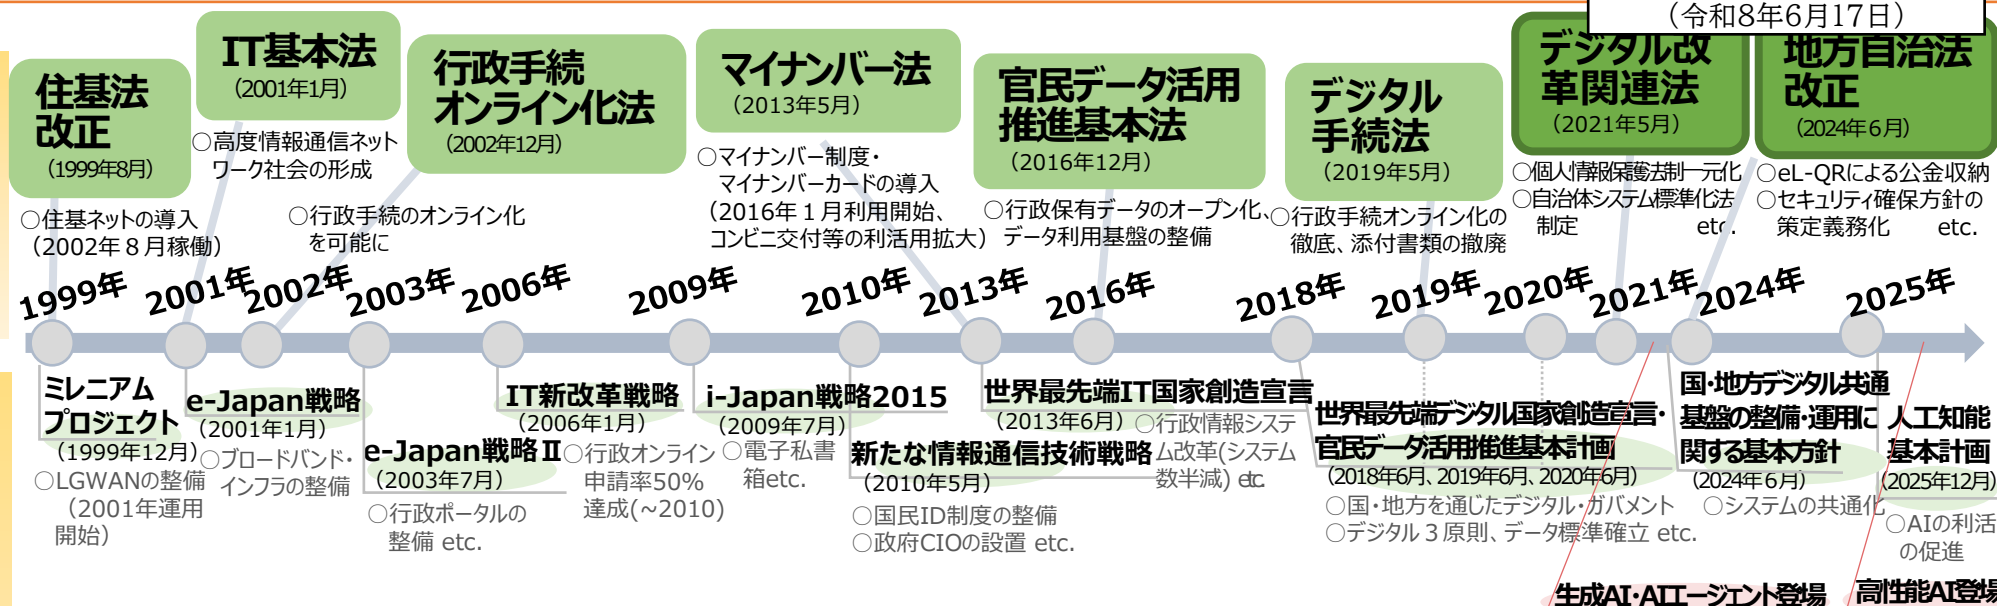 （令和8年6月17日）
住基法
改正
（1999年8月）
○住基ネットの導入
（2002年８月稼働）
IT基本法
（2001年1月）
○高度情報通信ネット
ワーク社会の形成
行政手続
オンライン化法
（2002年12月）
○行政手続のオンライン化
を可能に
マイナンバー法
（2013年5月）
○マイナンバー制度・
マイナンバーカードの導入
（2016年１月利用開始、
コンビニ交付等の利活用拡大）
官民データ活用
推進基本法
（2016年12月）
○行政保有データのオープン化、
データ利用基盤の整備
デジタル
手続法
（2019年5月）
○行政手続オンライン化の
徹底、添付書類の撤廃
デジタル改
革関連法
（2021年5月）
○個人情報保護法制一元化
○自治体システム標準化法
制定 etc.
地方自治法
改正
（2024年６月）
○eL-QRによる公金収納
○セキュリティ確保方針の
策定義務化 etc.
1999年 2001年 2002年 2003年 2006年 2009年 2010年 2013年 2016年 2018年 2019年 2020年 2021年 2024年 2025年
ミレニアム
プロジェクト
（1999年12月）
○LGWANの整備
（2001年運用
開始）
e-Japan戦略
（2001年1月）
○ブロードバンド・
インフラの整備
e-Japan戦略Ⅱ
（2003年7月）
○行政ポータルの
整備 etc.
IT新改革戦略
（2006年1月）
○行政オンライン
申請率50%
達成(~2010)
i-Japan戦略2015
（2009年7月）
○電子私書
箱etc.
新たな情報通信技術戦略
（2010年5月）
○国民ID制度の整備
○政府CIOの設置 etc.
世界最先端IT国家創造宣言
（2013年6月）
○行政情報システ
ム改革(システム
数半減) etc.
世界最先端デジタル国家創造宣言・
官民データ活用推進基本計画
（2018年6月、2019年6月、2020年6月）
○国・地方を通じたデジタル・ガバメント
○デジタル３原則、データ標準確立 etc.
国・地方デジタル共通
基盤の整備・運用に
関する基本方針
（2024年６月）
○システムの共通化
人工知能
基本計画
（2025年12月）
○AIの利活
の促進
生成AI・AIエージェント登場
高性能AI登場